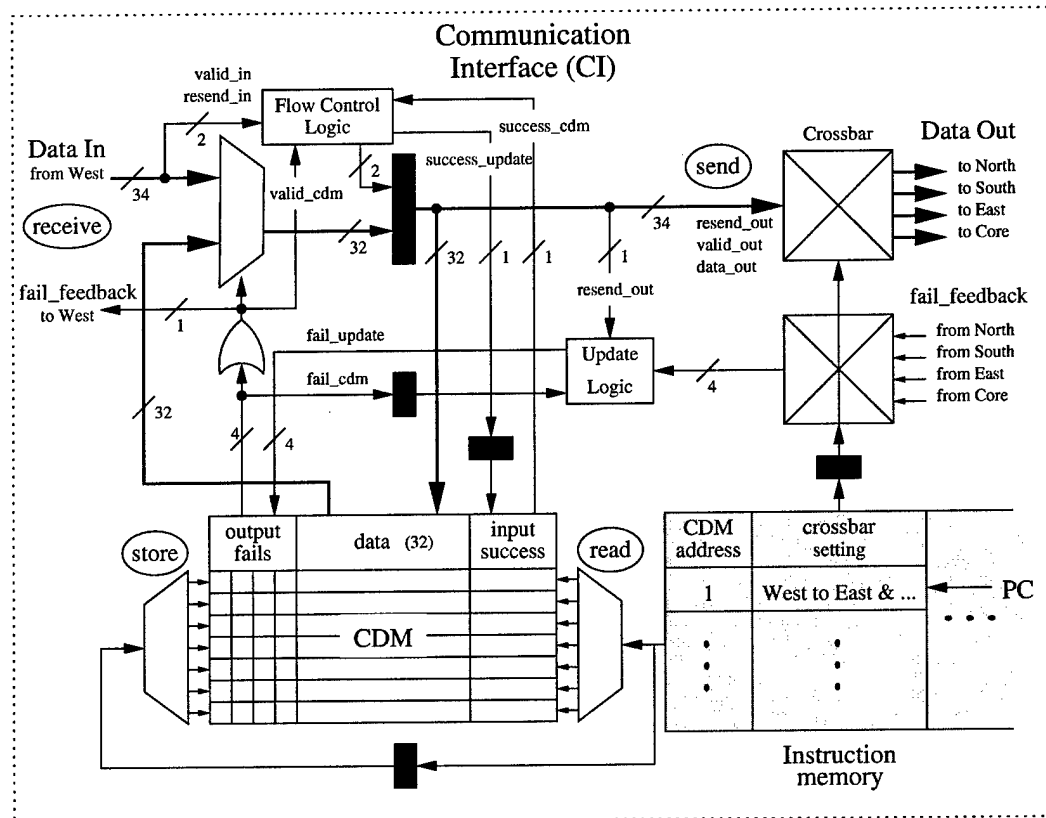 Communication
Interface (CI)
valid_in
resend_in
2
Flow Control
Logic
success_cdm
success_update
Crossbar
Data Out
to North
to South
to East
to Core
Data In
from West
34
valid_cdm
2
send
receive
32
32
1
1
1
34
resend_out
valid_out
data_out
fail_feedback
to West
1
resend_out
fail_feedback
from North
from South
from East
from Core
fail_update
Update
Logic
fail_cdm
4
32
4
4
output
fails
data (32)
input
success
CDM
address
crossbar
setting
store
read
1
West to East & ...
PC
CDM
Instruction
memory